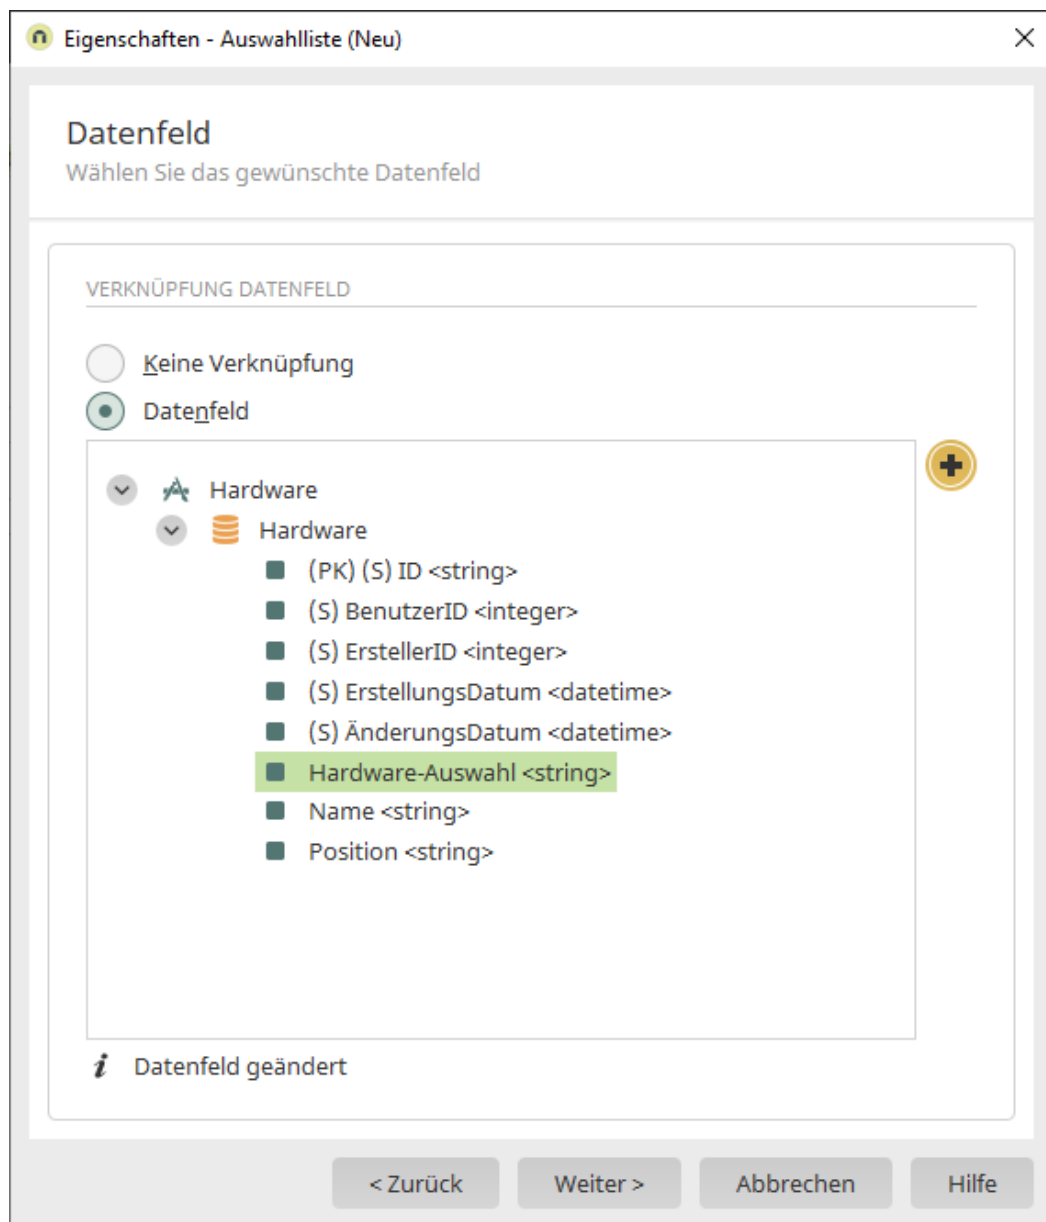 Eigenschaften - Auswahlliste (Neu)
Datenfeld
Wählen Sie das gewünschte Datenfeld
VERKNÜPFUNG DATENFELD
Keine Verknüpfung
Datenfeld
Hardware
Hardware
(PK) (S) ID <string>
(S) BenutzerID <integer>
(S) ErstellerID <integer>
(S) ErstellungsDatum <datetime>
(S) ÄnderungsDatum <datetime>
Hardware-Auswahl <string>
Name <string>
Position <string>
Datenfeld geändert
< Zurück Weiter > Abbrechen Hilfe